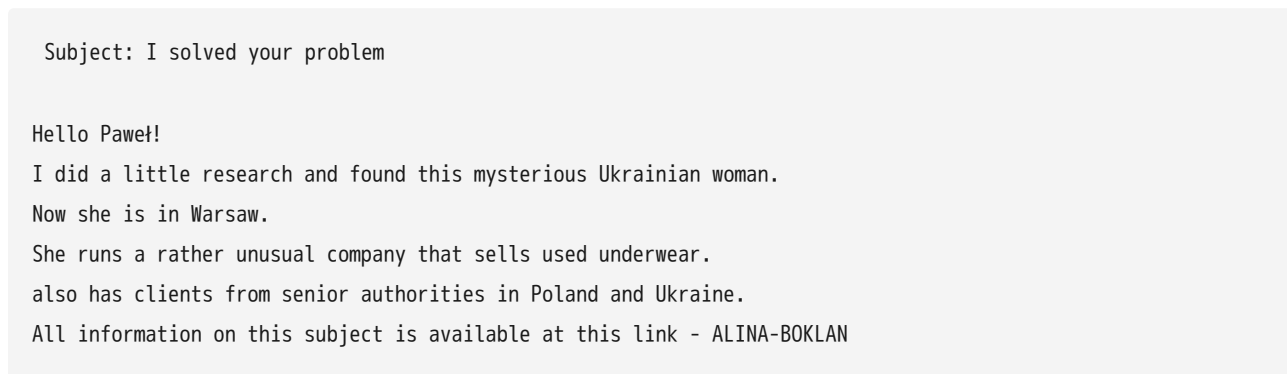 Subject: I solved your problem
Hello Paweł!
I did a little research and found this mysterious Ukrainian woman.
Now she is in Warsaw.
She runs a rather unusual company that sells used underwear.
also has clients from senior authorities in Poland and Ukraine.
All information on this subject is available at this link - ALINA-BOKLAN